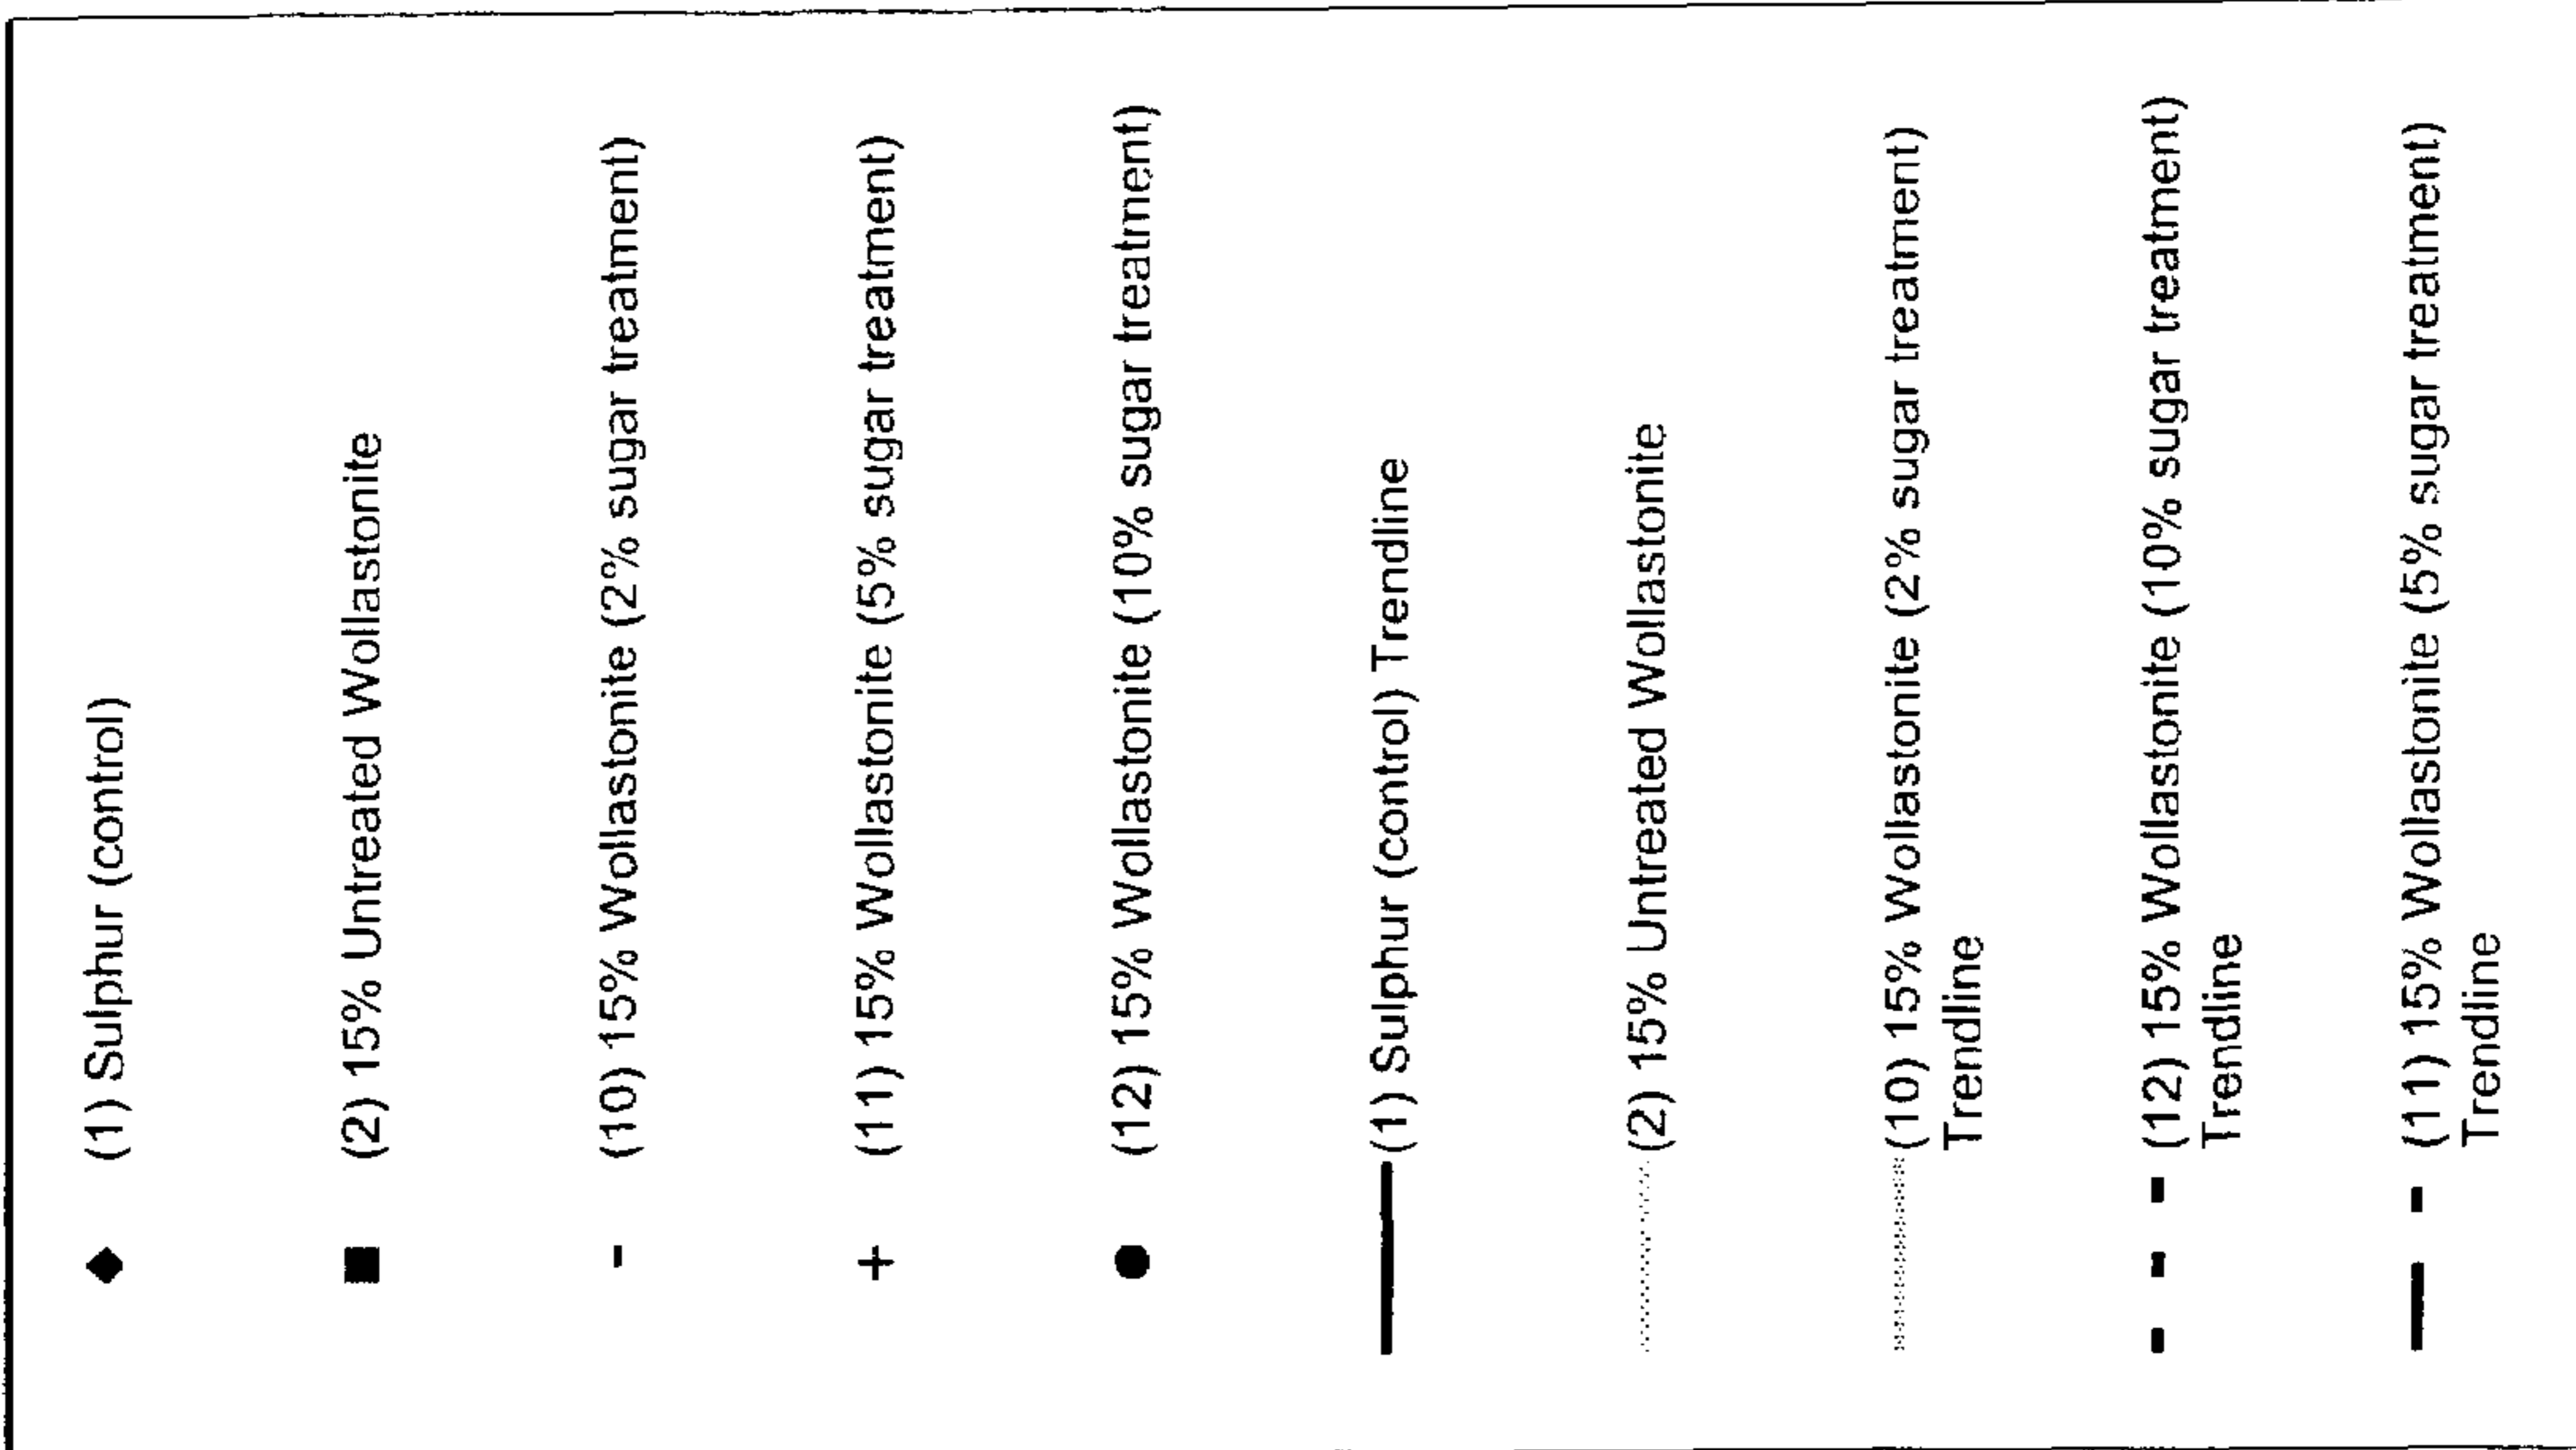 (1) Sulphur (control)
(2) 15% Untreated Wollastonite
(10) 15% Wollastonite (2% sugar treatment)
(11) 15% Wollastonite (5% sugar treatment)
(12) 15% Wollastonite (10% sugar treatment)
(1) Sulphur (control) Trendline
(2) 15% Untreated Wollastonite
(10) 15% Wollastonite (2% sugar treatment)
Trendline
(12) 15% Wollastonite (10% sugar treatment)
Trendline
(11) 15% Wollastonite (5% sugar treatment)
Trendline